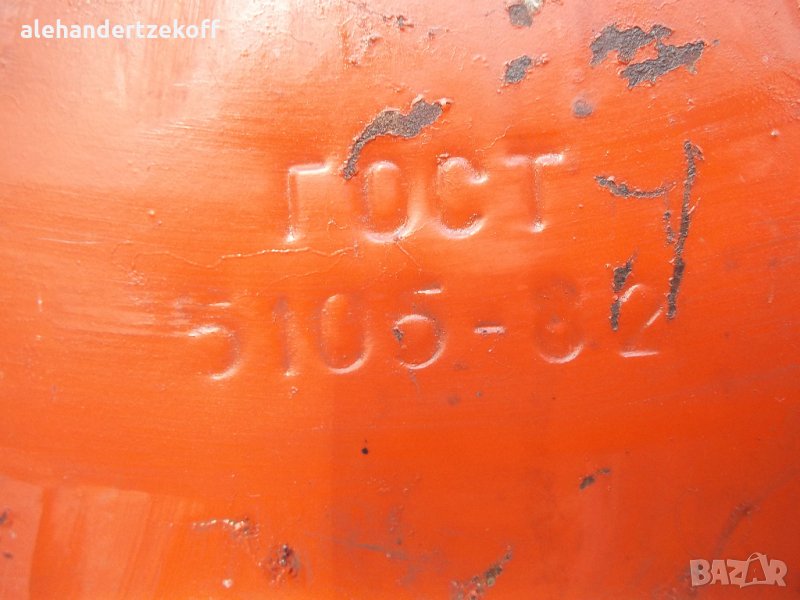 alehandertzekoff
ГОСТ
5105-82
BAZAR